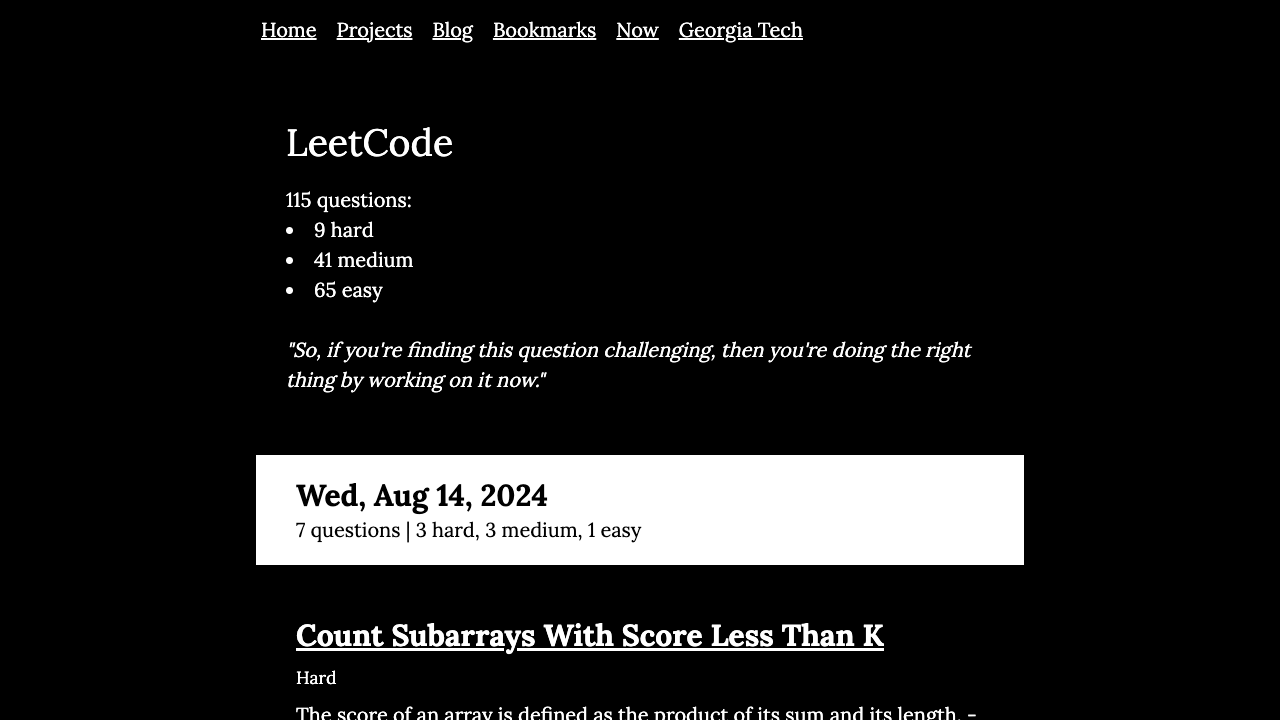 Home Projects Blog Bookmarks Now Georgia Tech
LeetCode
115 questions:
• 9 hard
• 41 medium
• 65 easy
"So, if you're finding this question challenging, then you're doing the right
thing by working on it now."
Wed, Aug 14, 2024
7 questions | 3 hard, 3 medium, 1 easy
Count Subarrays With Score Less Than K
Hard
The score of an array is defined as the product of its sum and its length. -